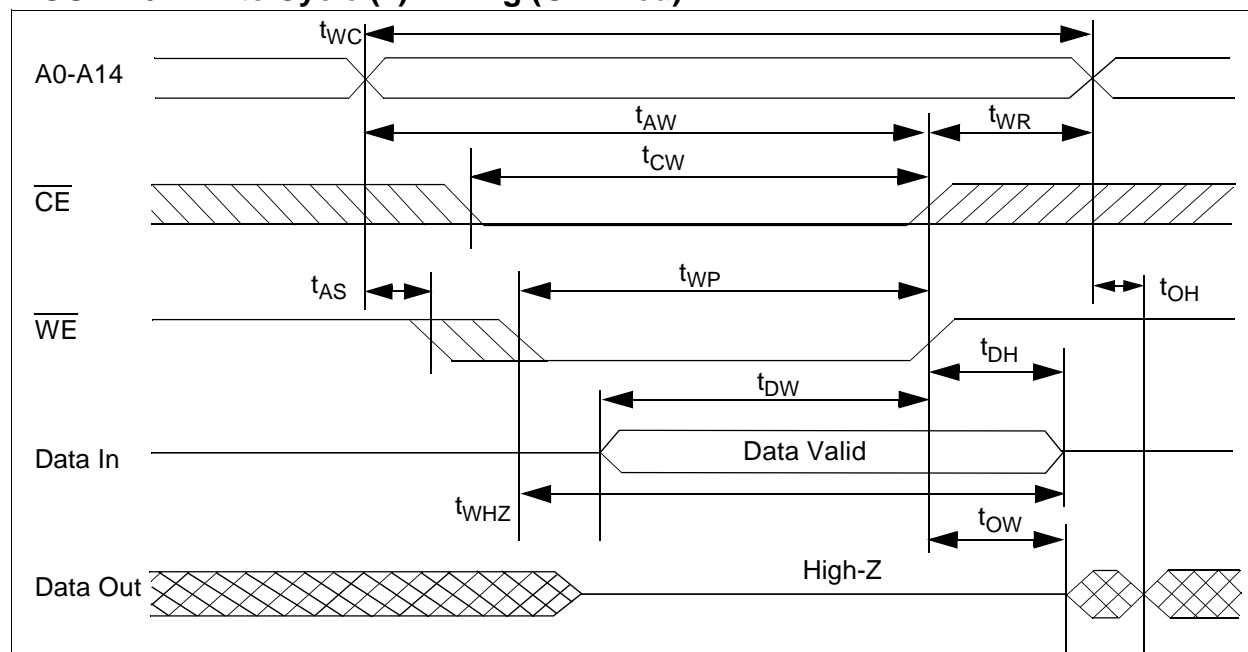 tWC
A0-A14
tAW
tWR
tCW
CE
tAS
tWP
tOH
WE
tDH
tDW
Data In
Data Valid
tWHZ
tOW
High-Z
Data Out